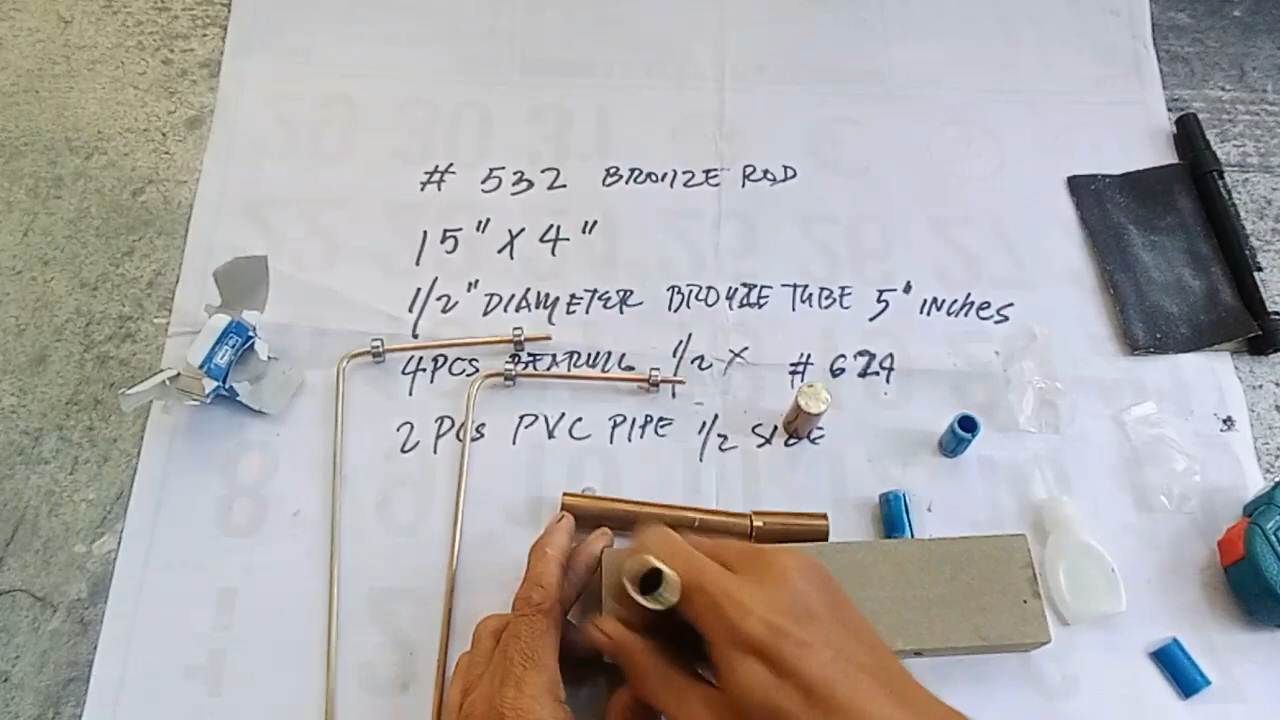 # 532 BRONZE ROD
15" X 4"
1/2" DIAMETER BRONZE TUBE 5" INCHES
4PCS BEARING 1/2 X # 624
2 PCS PVC PIPE 1/2 SIDE